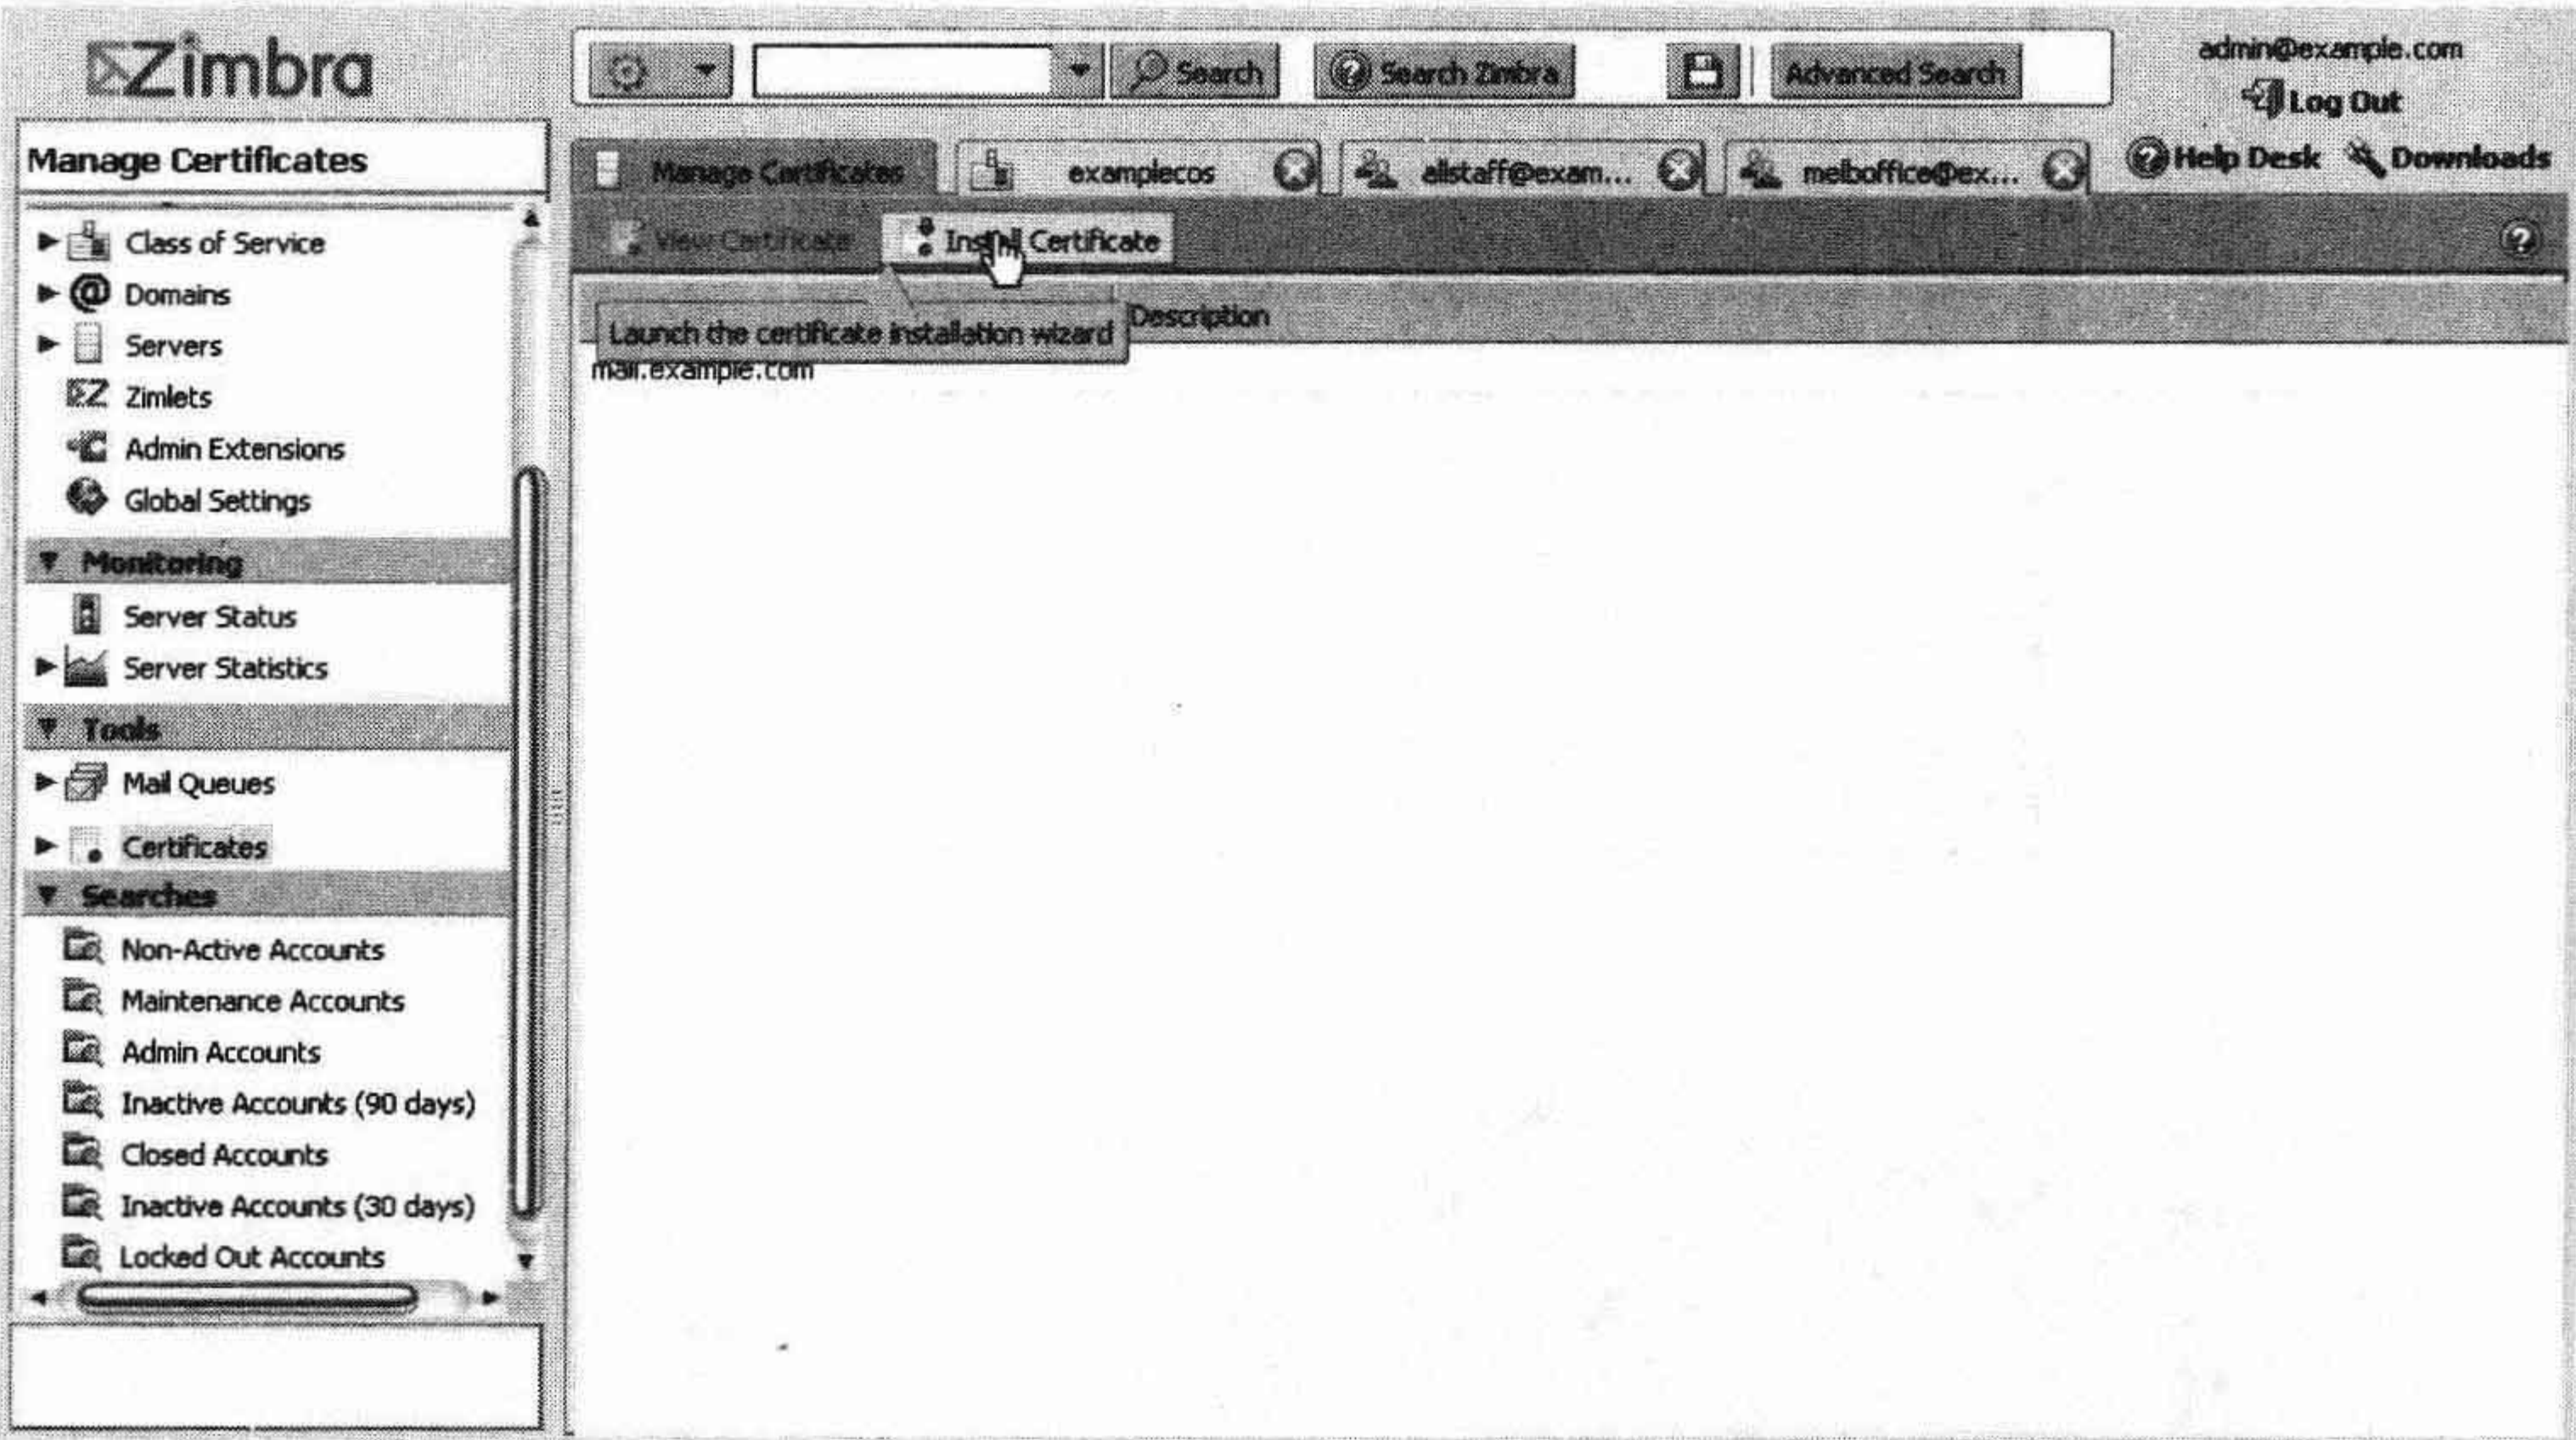 Zimbra
Search
Search Zimbra
Advanced Search
admin@example.com
Log Out
Help Desk
Downloads
Manage Certificates
Manage Certificates
examplecos
allstaff@exam...
melboffice@ex...
View Certificate
Install Certificate
Launch the certificate installation wizard
Description
mail.example.com
Class of Service
Domains
Servers
Zimlets
Admin Extensions
Global Settings
Monitoring
Server Status
Server Statistics
Tools
Mail Queues
Certificates
Searches
Non-Active Accounts
Maintenance Accounts
Admin Accounts
Inactive Accounts (90 days)
Closed Accounts
Inactive Accounts (30 days)
Locked Out Accounts